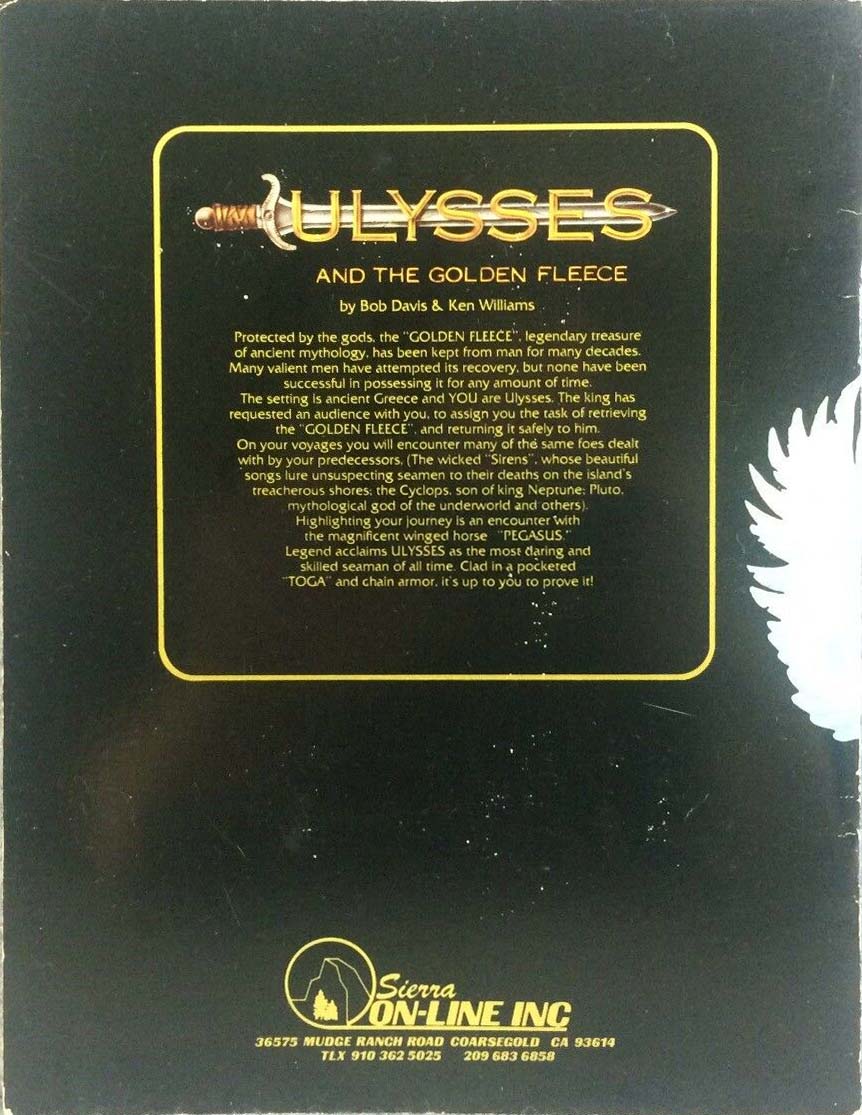 ULYSSES
AND THE GOLDEN FLEECE
by Bob Davis & Ken Williams
Protected by the gods, the "GOLDEN FLEECE", legendary treasure
of ancient mythology, has been kept from man for many decades.
Many valient men have attempted its recovery, but none have been
successful in possessing it for any amount of time.
The setting is ancient Greece and YOU are Ulysses. The king has
requested an audience with you, to assign you the task of retrieving
the "GOLDEN FLEECE", and returning it safely to him.
On your voyages you will encounter many of the same foes dealt
with by your predecessors, (The wicked "Sirens", whose beautiful
songs lure unsuspecting seamen to their deaths on the island's
treacherous shores; the Cyclops, son of king Neptune; Pluto,
mythological god of the underworld and others).
Highlighting your journey is an encounter with
the magnificent winged horse "PEGASUS."
Legend acclaims ULYSSES as the most daring and
skilled seaman of all time. Clad in a pocketed
"TOGA" and chain armor, it's up to you to prove it!
Sierra
ON-LINE INC
36575 MUDGE RANCH ROAD COARSEGOLD CA 93614
TLX 910 362 5025 209 683 6858